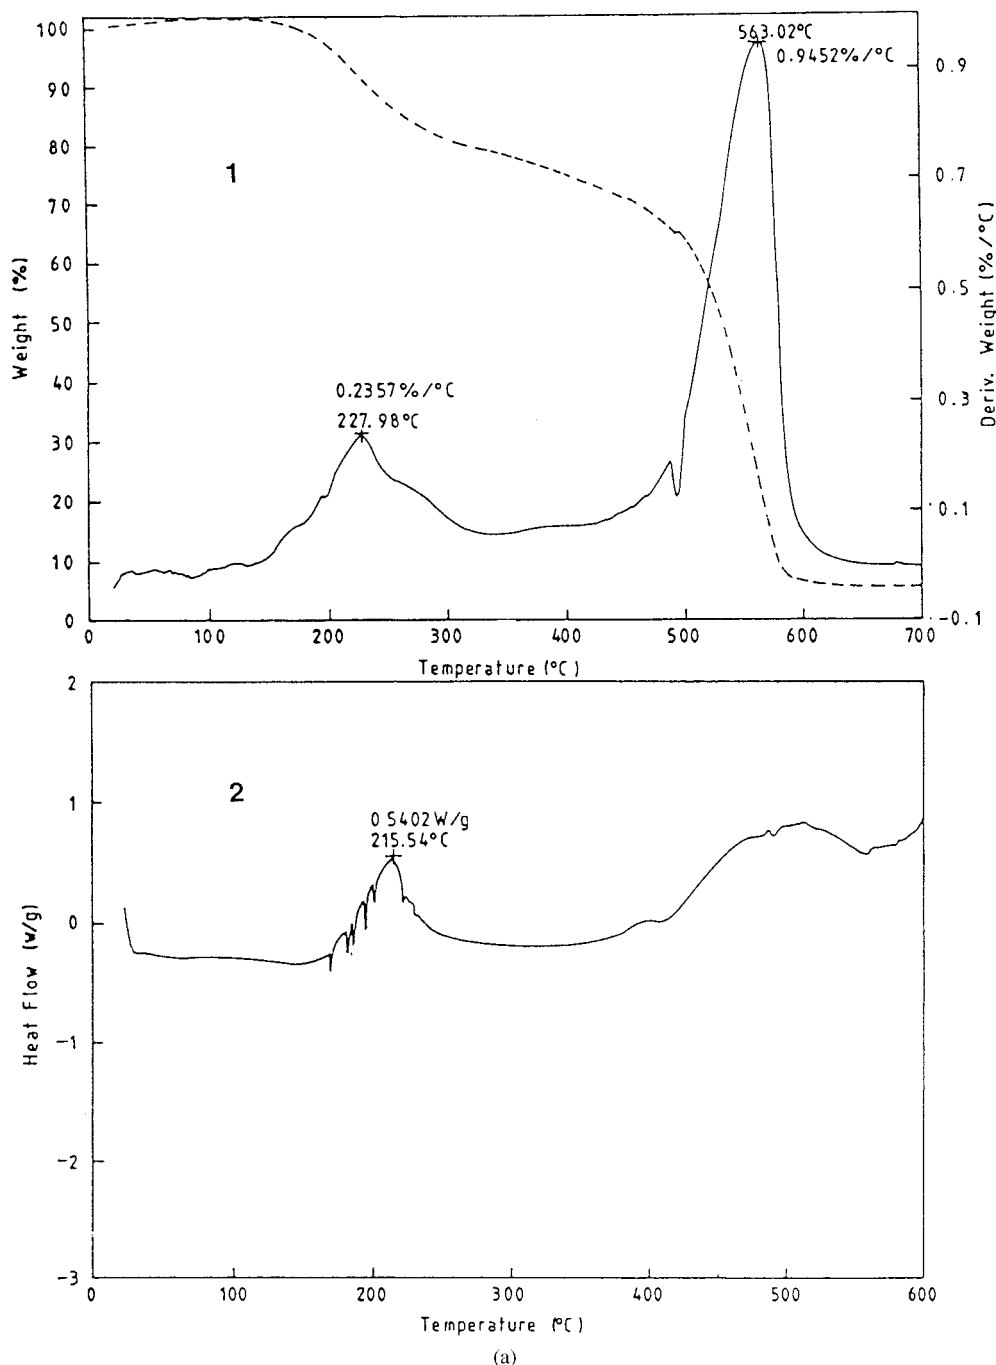 563.02°C
0.9452%/°C
100
90
80
70
60
50
40
30
20
10
0
Weight (%)
1
0.2357%/°C
227.98°C
0.9
0.7
0.5
0.3
0.1
-0.1
Deriv. Weight (%/°C)
0 100 200 300 400 500 600 700
Temperature (°C)
2
1
0
-1
-2
-3
Heat Flow (W/g)
2
0 5402 W/g
215.54°C
0 100 200 300 400 500 600
Temperature (°C)
(a)